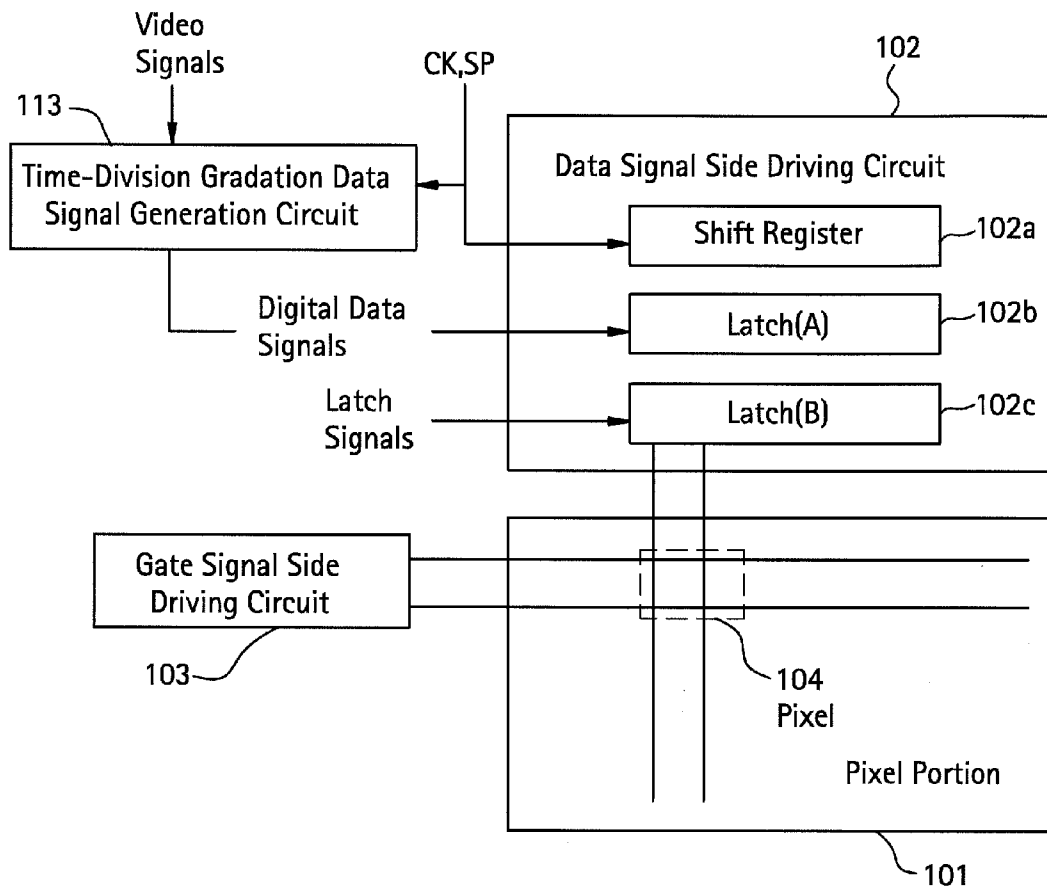 Video
Signals
CK,SP
102
113
Time-Division Gradation Data
Signal Generation Circuit
Data Signal Side Driving Circuit
Shift Register
102a
Digital Data
Signals
Latch(A)
102b
Latch
Signals
Latch(B)
102c
Gate Signal Side
Driving Circuit
103
104
Pixel
Pixel Portion
101